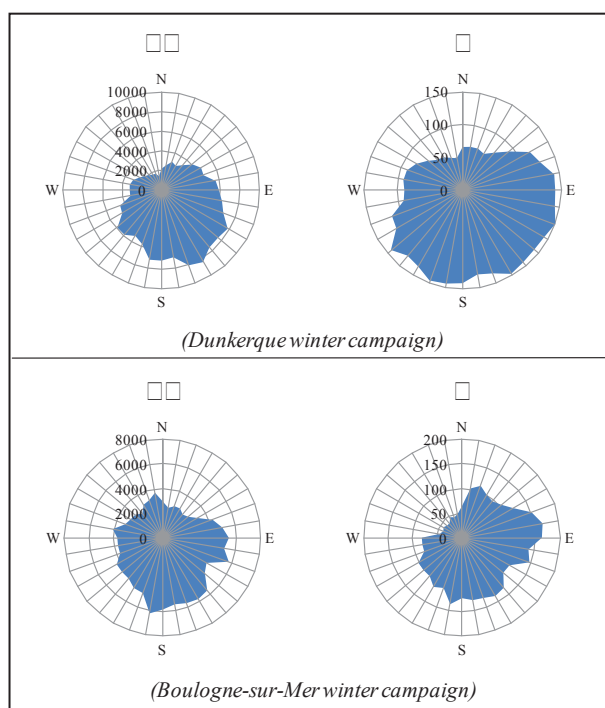 □□ □
N N
10000 150
8000
6000 100
4000
50
2000
W 0 E W 0 E
S S
(Dunkerque winter campaign)
□□ □
N N
8000 200
6000 150
4000 100
2000 50
W 0 E W 0 E
S S
(Boulogne-sur-Mer winter campaign)